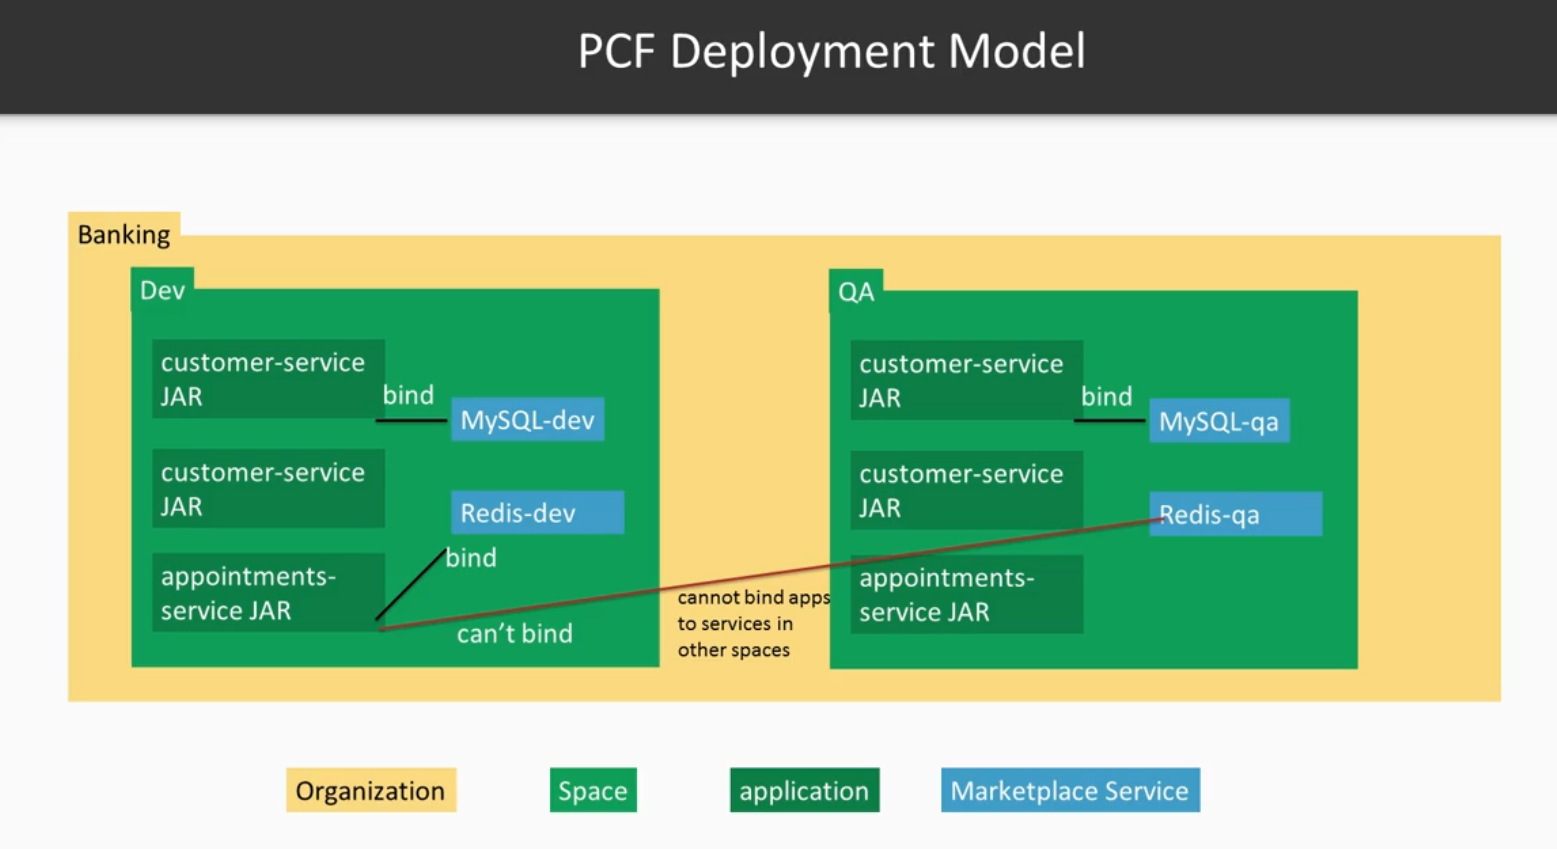 PCF Deployment Model
Banking
Dev
customer-service
JAR
bind
MySQL-dev
customer-service
JAR
Redis-dev
bind
appointments-
service JAR
can't bind
cannot bind apps
to services in
other spaces
QA
customer-service
JAR
bind
MySQL-qa
customer-service
JAR
Redis-qa
appointments-
service JAR
Organization
Space
application
Marketplace Service